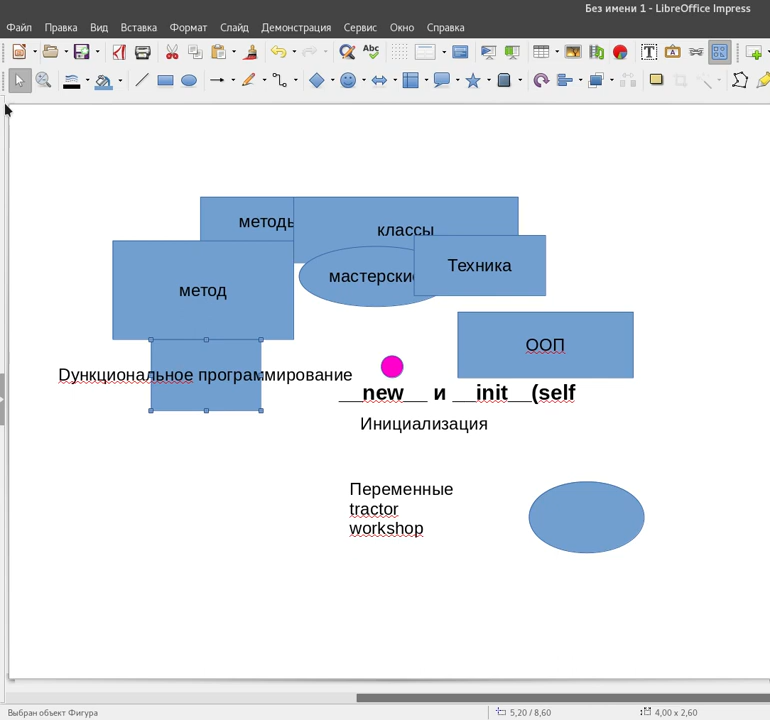 Без имени 1 - LibreOffice Impress
Файл Правка Вид Вставка Формат Слайд Демонстрация Сервис Окно Справка
Abc
методы
классы
Техника
мастерские
метод
ООП
Dункциональное программирование
__new__ и __init__(self
Инициализация
Переменные
tractor
workshop
Выбран объект Фигура
5,20 / 8,60
4,00 x 2,60